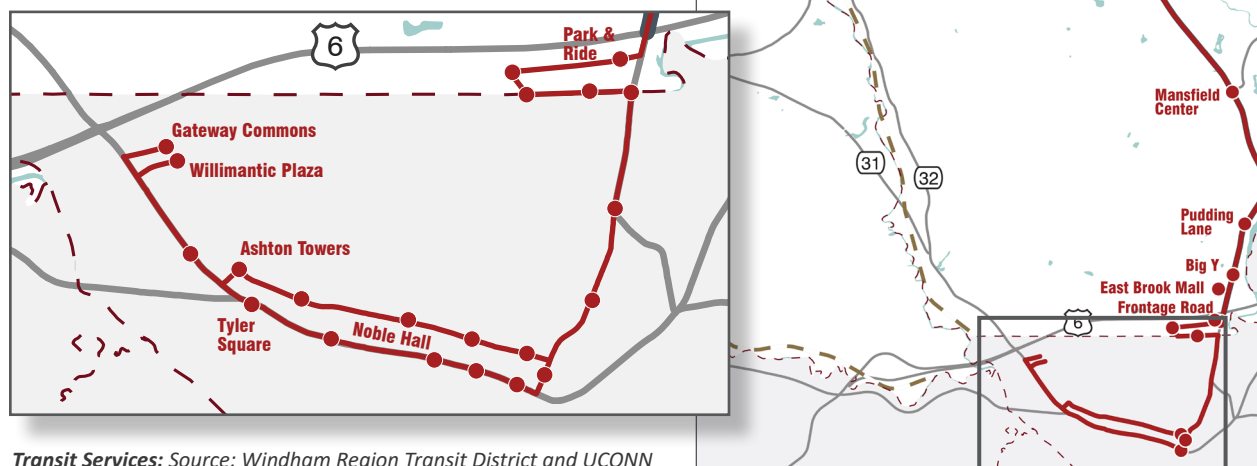 6
Park &
Ride
Gateway Commons
Willimantic Plaza
Ashton Towers
Tyler
Square
Noble Hall
Transit Services: Source: Windham Region Transit District and UCONN
Mansfield
Center
31
32
Pudding
Lane
Big Y
East Brook Mall
Frontage Road
6